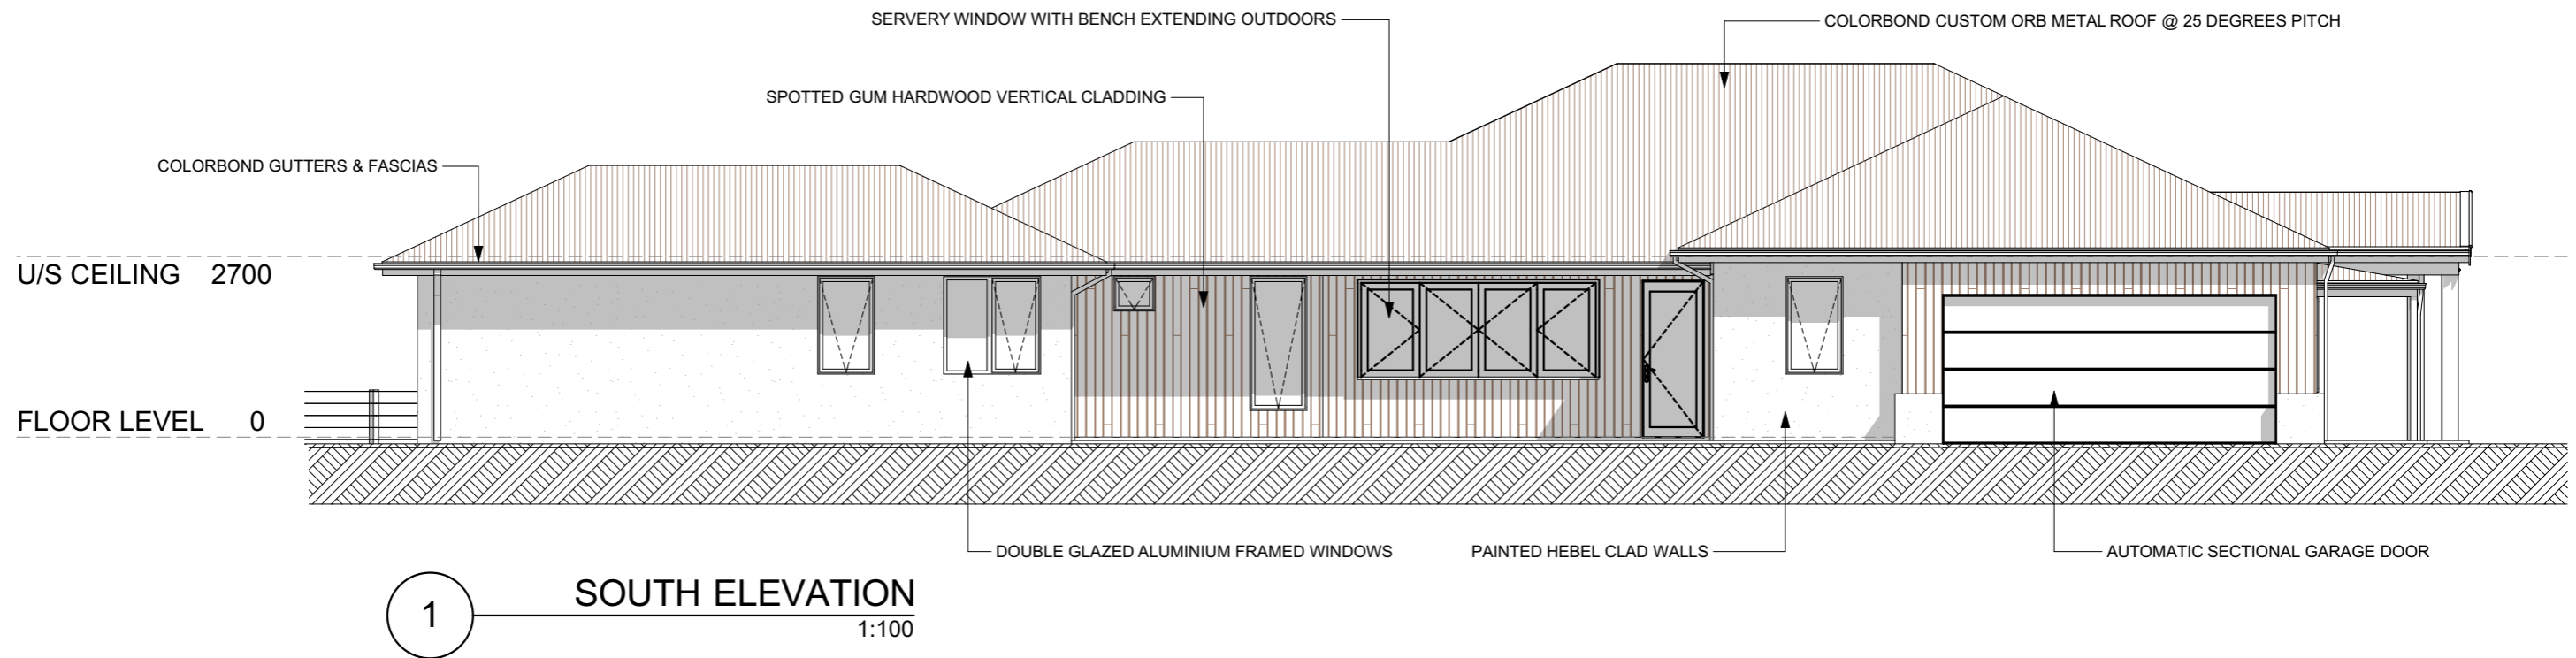 SERVERY WINDOW WITH BENCH EXTENDING OUTDOORS
COLORBOND CUSTOM ORB METAL ROOF @ 25 DEGREES PITCH
SPOTTED GUM HARDWOOD VERTICAL CLADDING
COLORBOND GUTTERS & FASCIAS
U/S CEILING 2700
FLOOR LEVEL 0
DOUBLE GLAZED ALUMINIUM FRAMED WINDOWS
PAINTED HEBEL CLAD WALLS
AUTOMATIC SECTIONAL GARAGE DOOR
1
SOUTH ELEVATION
1:100